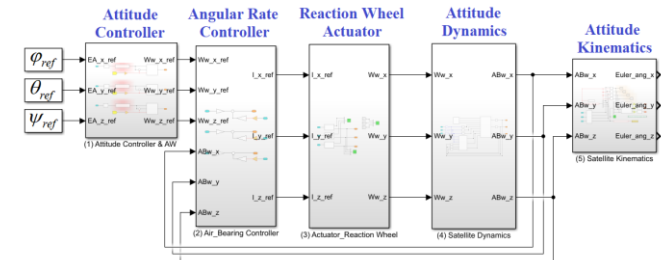 Attitude
Controller
Angular Rate
Controller
Reaction Wheel
Actuator
Attitude
Dynamics
Attitude
Kinematics
φref
θref
ψref
EA_x_ref
EA_y_ref
EA_z_ref
Ww_x_ref
Ww_y_ref
Ww_z_ref
(1) Attitude Controller & AW
Ww_x_ref
Ww_y_ref
Ww_z_ref
ABw_x
ABw_y
ABw_z
I_x_ref
I_y_ref
I_z_ref
(2) Air_Bearing Controller
I_x_ref
I_y_ref
I_z_ref
Ww_x
Ww_y
Ww_z
(3) Actuator_Reaction Wheel
Ww_x
Ww_y
Ww_z
ABw_x
ABw_y
ABw_z
(4) Satellite Dynamics
ABw_x
ABw_y
ABw_z
Euler_ang_x
Euler_ang_y
Euler_ang_z
(5) Satellite Kinematics